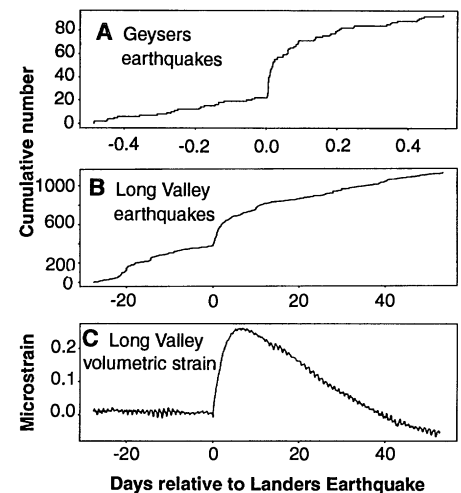 A Geysers
earthquakes
80
60
40
20
0
-0.4 -0.2 0.0 0.2 0.4
Cumulative number
B Long Valley
earthquakes
1000
600
200
0
-20 0 20 40
C Long Valley
volumetric strain
0.2
0.1
0.0
Microstrain
-20 0 20 40
Days relative to Landers Earthquake